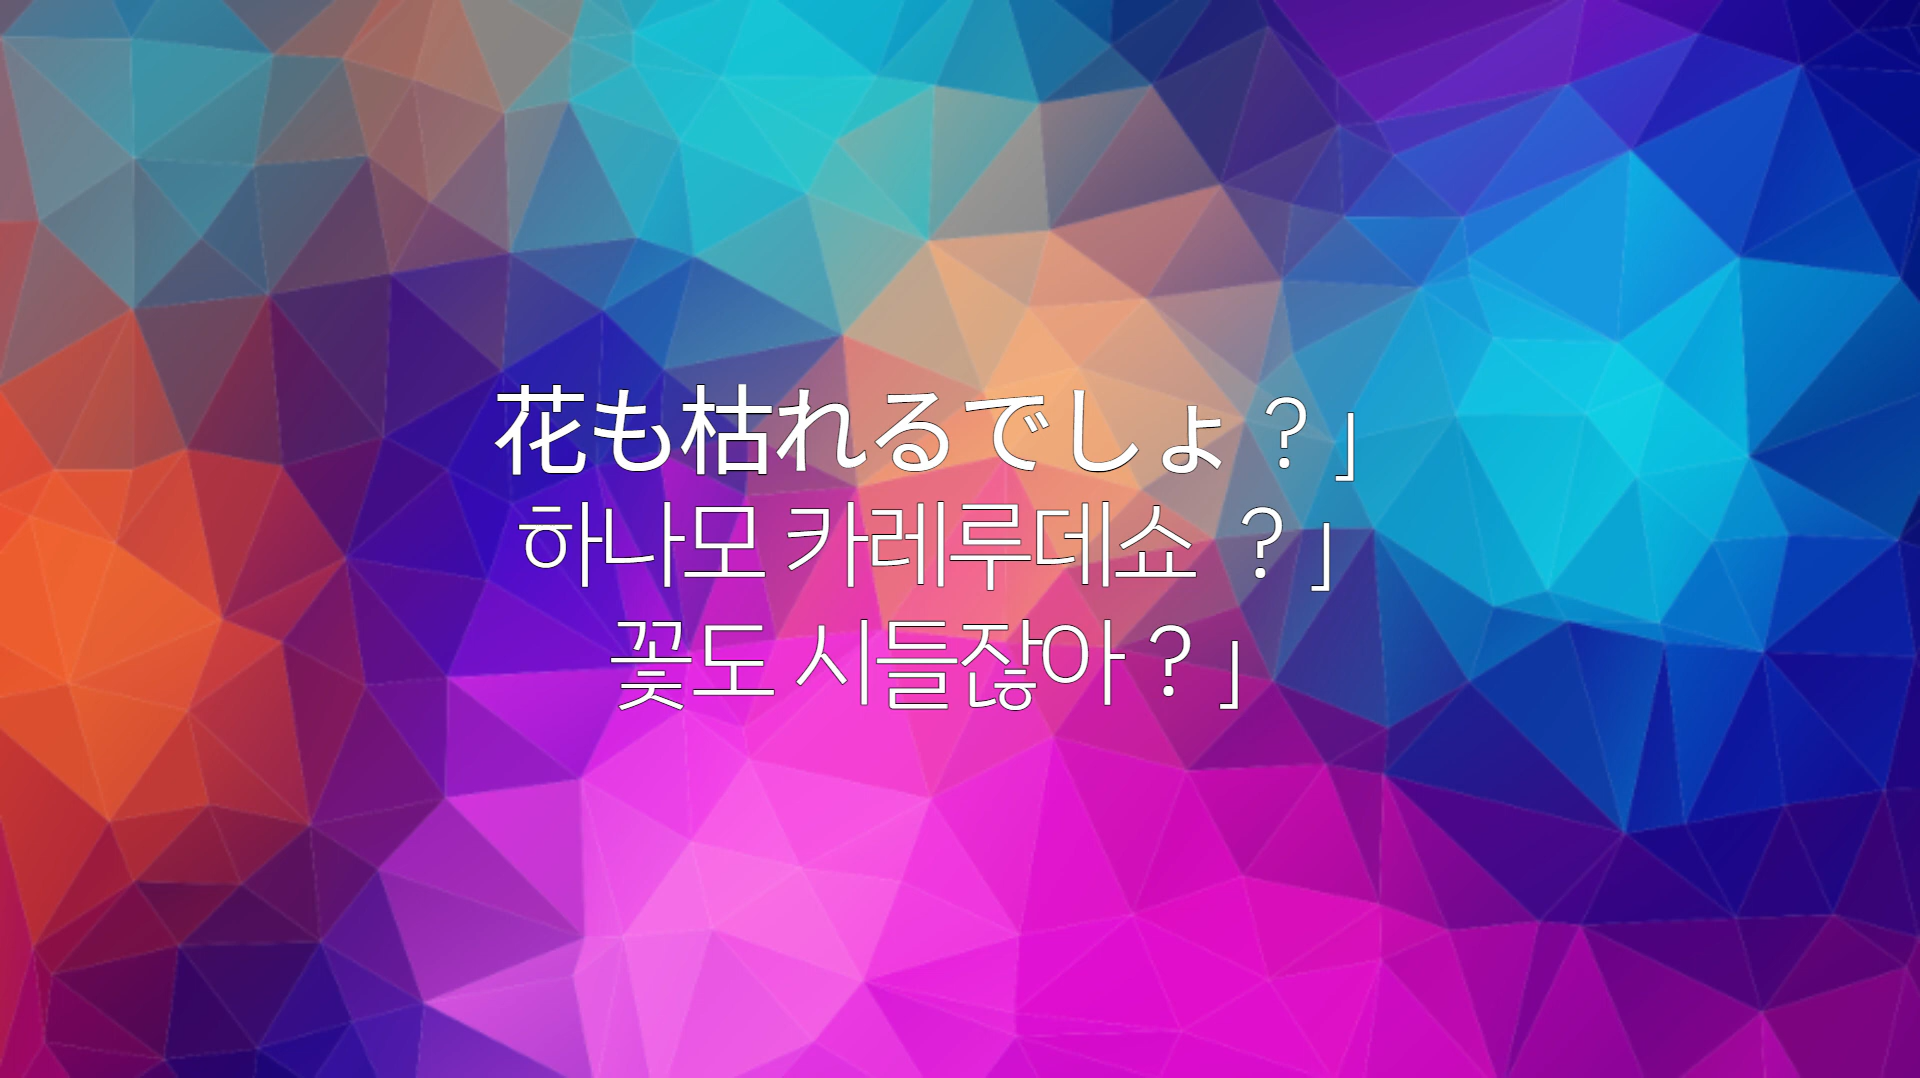 花も枯れるでしょ？」
하나모 카레루데쇼 ？」
꽃도 시들잖아？」